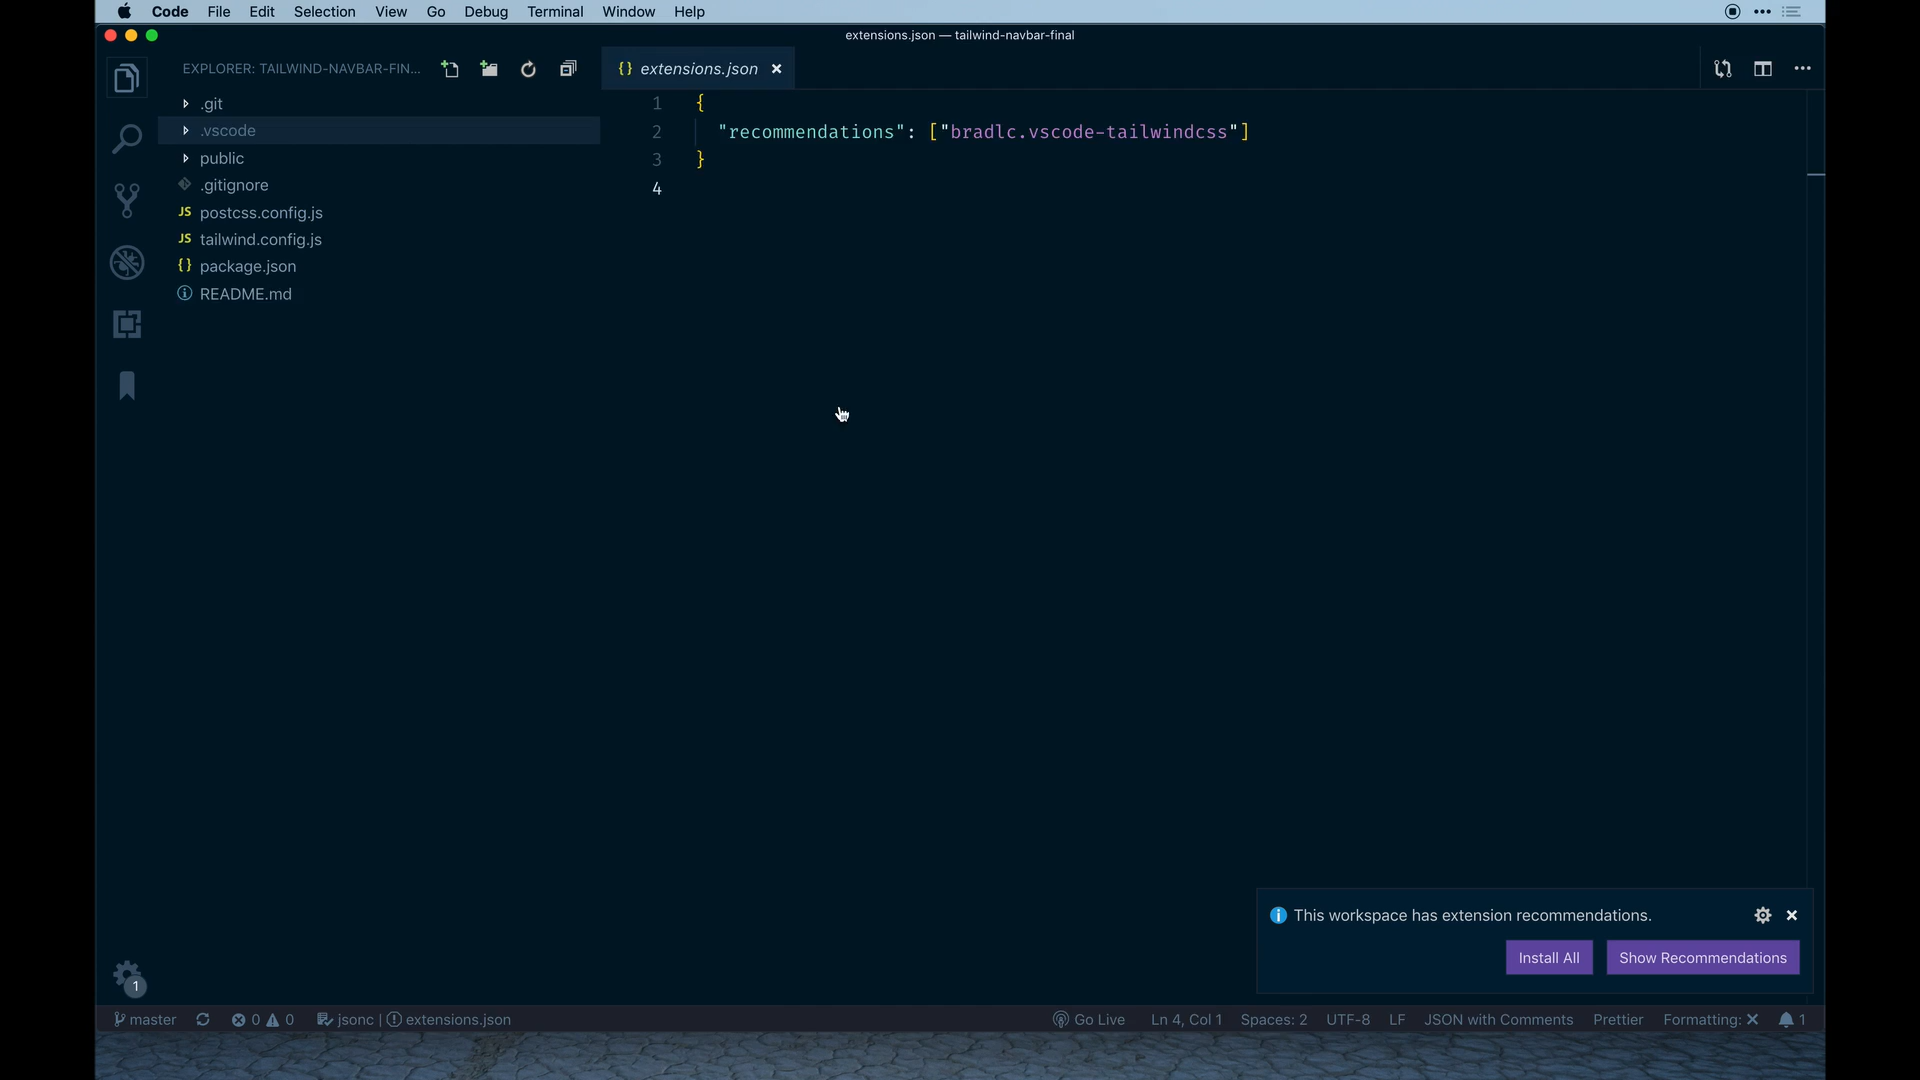 Code File Edit Selection View Go Debug Terminal Window Help
extensions.json — tailwind-navbar-final
EXPLORER: TAILWIND-NAVBAR-FIN...
{} extensions.json
.git
.vscode
public
.gitignore
JS postcss.config.js
JS tailwind.config.js
{} package.json
README.md
1 {
2 "recommendations": ["bradlc.vscode-tailwindcss"]
3 }
4
This workspace has extension recommendations.
Install All Show Recommendations
1
master 0 0 jsonc | extensions.json Go Live Ln 4, Col 1 Spaces: 2 UTF-8 LF JSON with Comments Prettier Formatting: ✕ 1